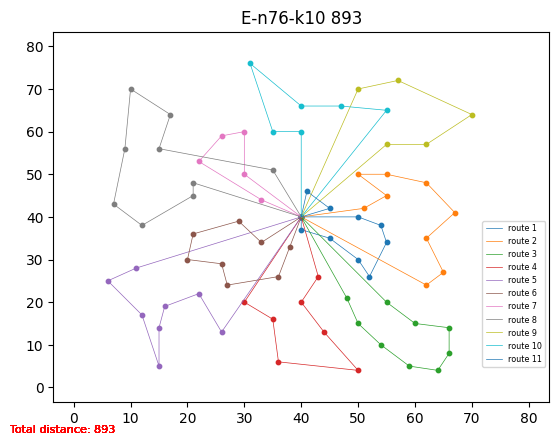 E-n76-k10 893
80
70
60
50
40
30
20
10
0
0 10 20 30 40 50 60 70 80
route 1
route 2
route 3
route 4
route 5
route 6
route 7
route 8
route 9
route 10
route 11
Total distance: 893